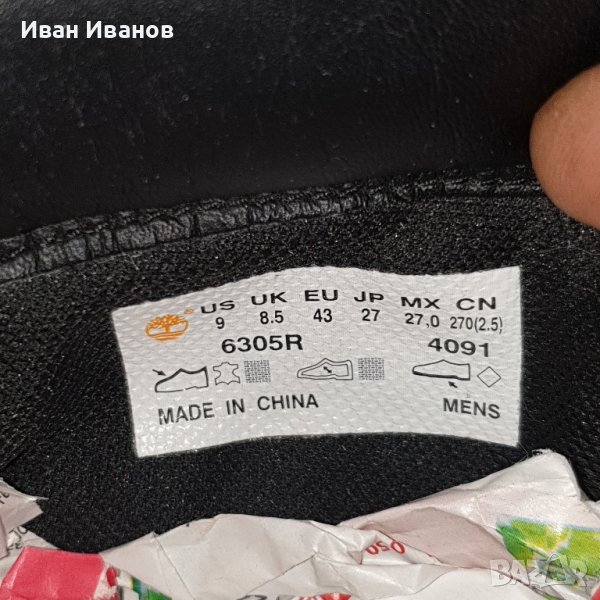 Иван Иванов
US UK EU JP MX CN
9 8.5 43 27 27,0 270(2.5)
6305R 4091
MADE IN CHINA MENS
BAZAR